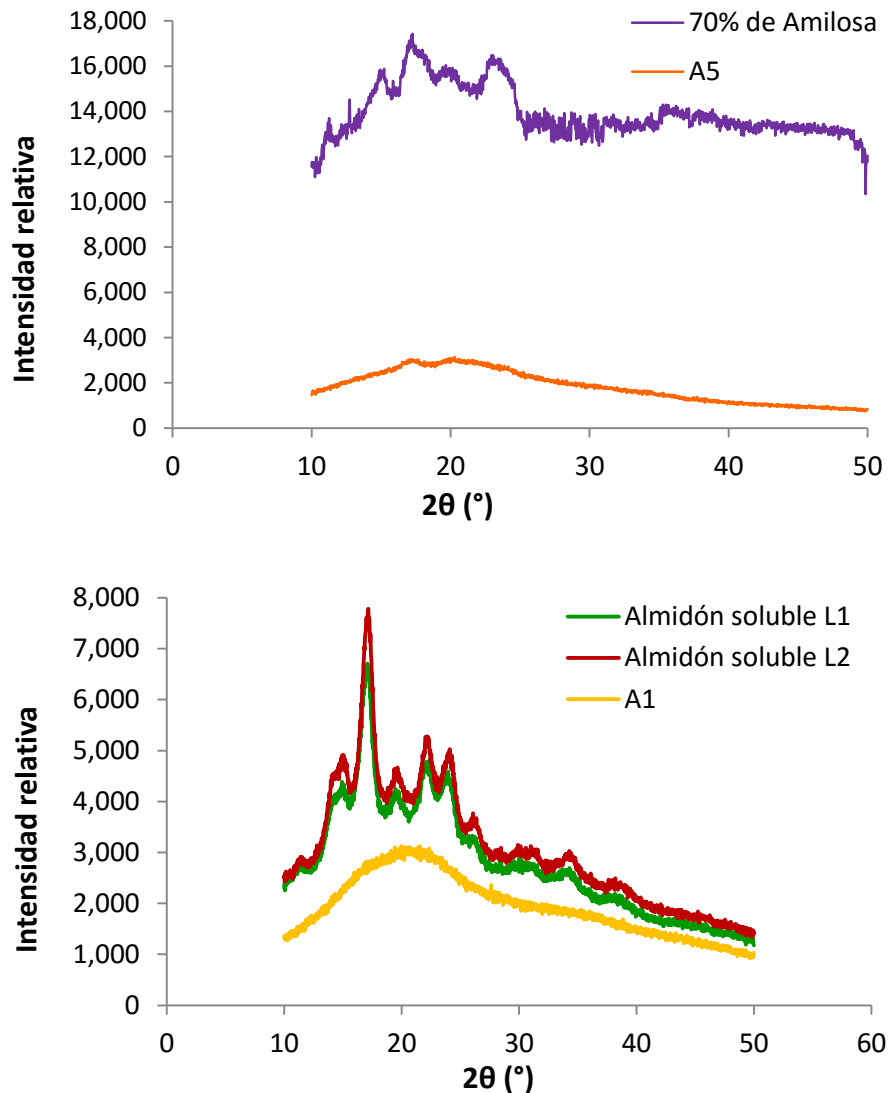 18,000
16,000
14,000
12,000
10,000
8,000
6,000
4,000
2,000
0
Intensidad relativa
70% de Amilosa
A5
0 10 20 30 40 50
2θ (°)
8,000
7,000
6,000
5,000
4,000
3,000
2,000
1,000
0
Intensidad relativa
Almidón soluble L1
Almidón soluble L2
A1
0 10 20 30 40 50 60
2θ (°)